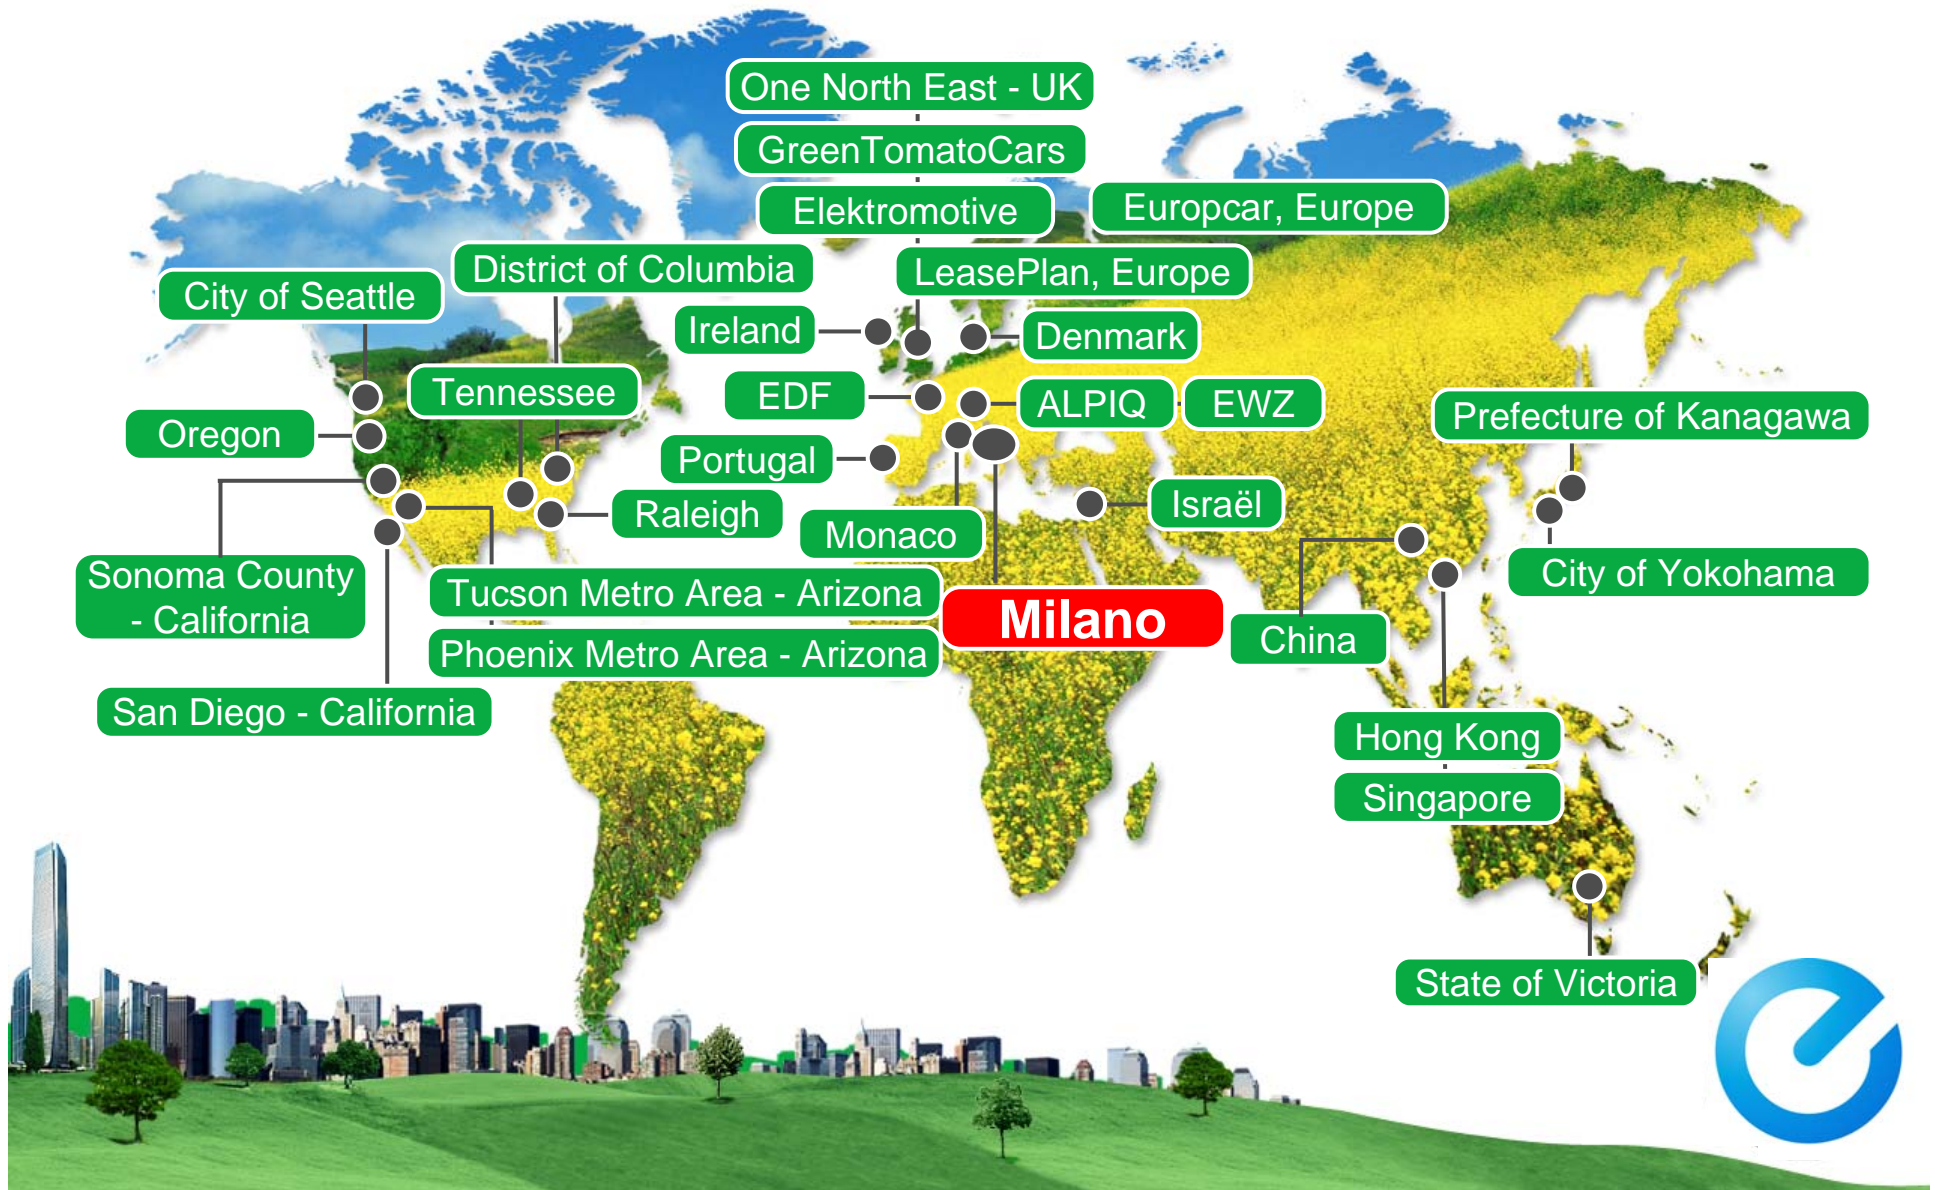 One North East - UK
GreenTomatoCars
Elektromotive
Europcar, Europe
District of Columbia
LeasePlan, Europe
City of Seattle
Ireland
Denmark
Tennessee
EDF
ALPIQ
EWZ
Prefecture of Kanagawa
Oregon
Portugal
Raleigh
Israël
Monaco
City of Yokohama
Sonoma County
- California
Tucson Metro Area - Arizona
Milano
China
Phoenix Metro Area - Arizona
San Diego - California
Hong Kong
Singapore
State of Victoria